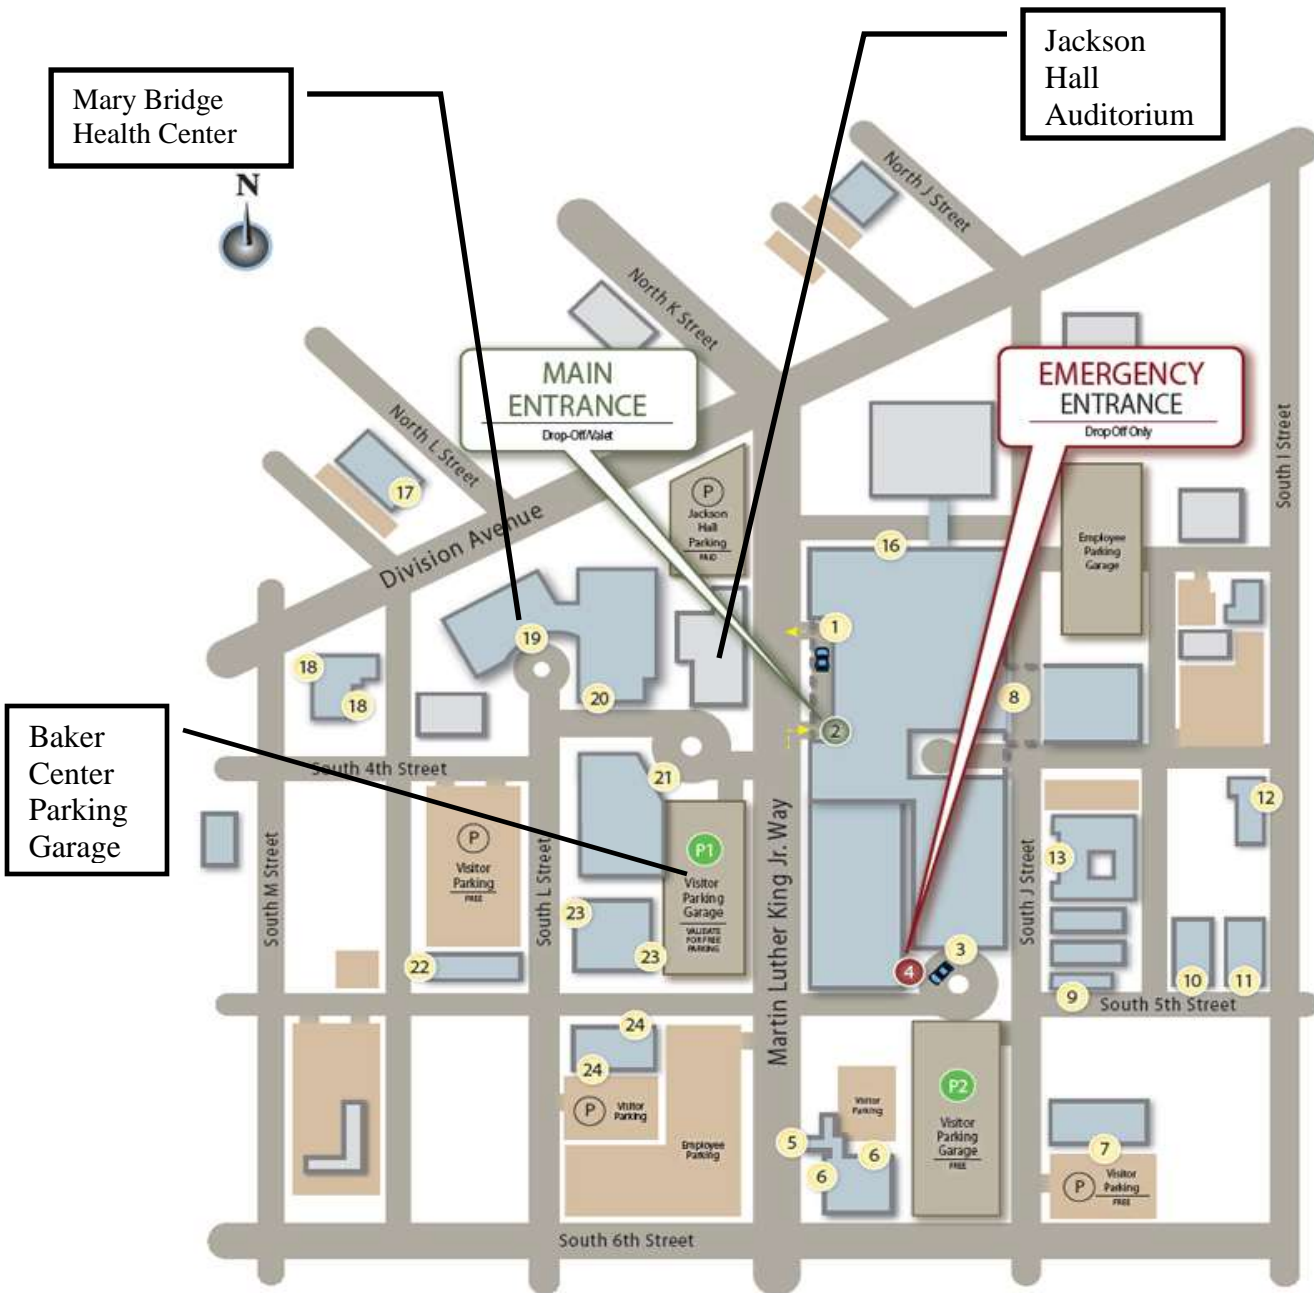 Jackson
Hall
Auditorium
Mary Bridge
Health Center
N
North J Street
North K Street
MAIN
ENTRANCE
Drop-Off/Valet
EMERGENCY
ENTRANCE
Drop Off Only
North L Street
South I Street
17
P
Jackson
Hall
Parking
PAID
Division Avenue
16
Employee
Parking
Garage
1
19
18
18
20
8
2
Baker
Center
Parking
Garage
South 4th Street
21
12
P
Visitor
Parking
FREE
P1
Visitor
Parking
Garage
VALIDATE
FOR FREE
PARKING
13
South M Street
South L Street
Martin Luther King Jr. Way
South J Street
23
23
22
3
4
9
10
11
South 5th Street
24
24
P
Visitor
Parking
Employee
Parking
Visitor
Parking
P2
Visitor
Parking
Garage
FREE
5
6
6
7
P
Visitor
Parking
FREE
South 6th Street